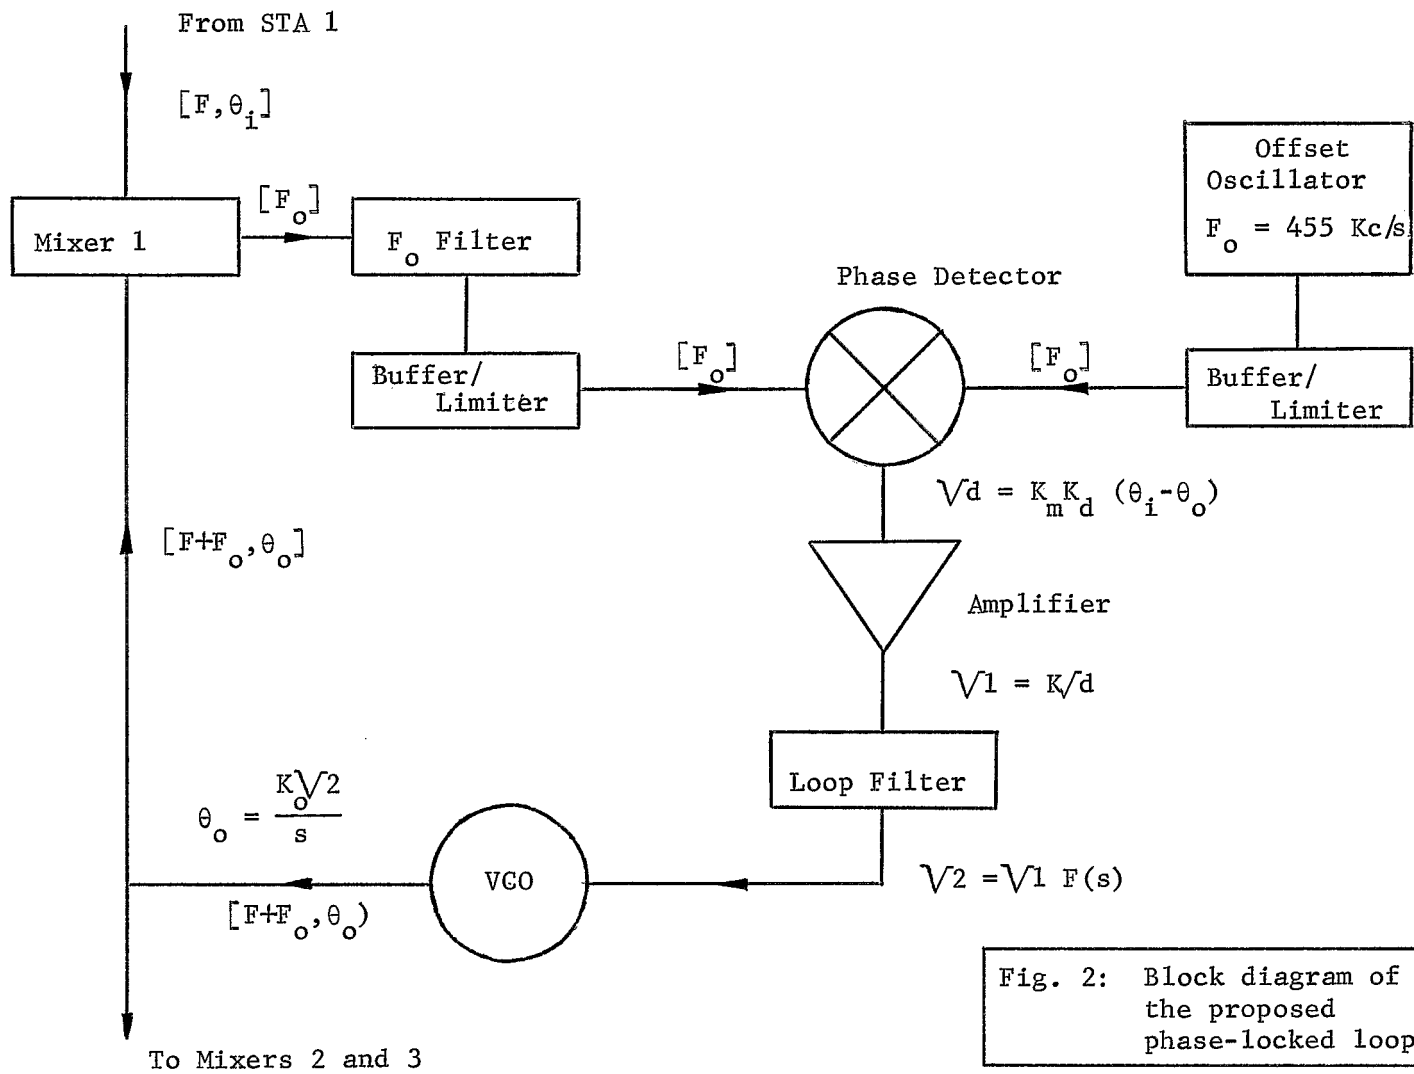 From STA 1
[F,θi]
[Fo]
Mixer 1
Fo Filter
Buffer/
Limiter
[Fo]
Phase Detector
[Fo]
Offset
Oscillator
Fo = 455 Kc/s
Buffer/
Limiter
Vd = KmKd (θi-θo)
[F+Fo,θo]
Amplifier
V1 = K/d
Loop Filter
θo = KoV2
s
VCO
V2 =V1 F(s)
[F+Fo,θo)
To Mixers 2 and 3
Fig. 2: Block diagram of
the proposed
phase-locked loop